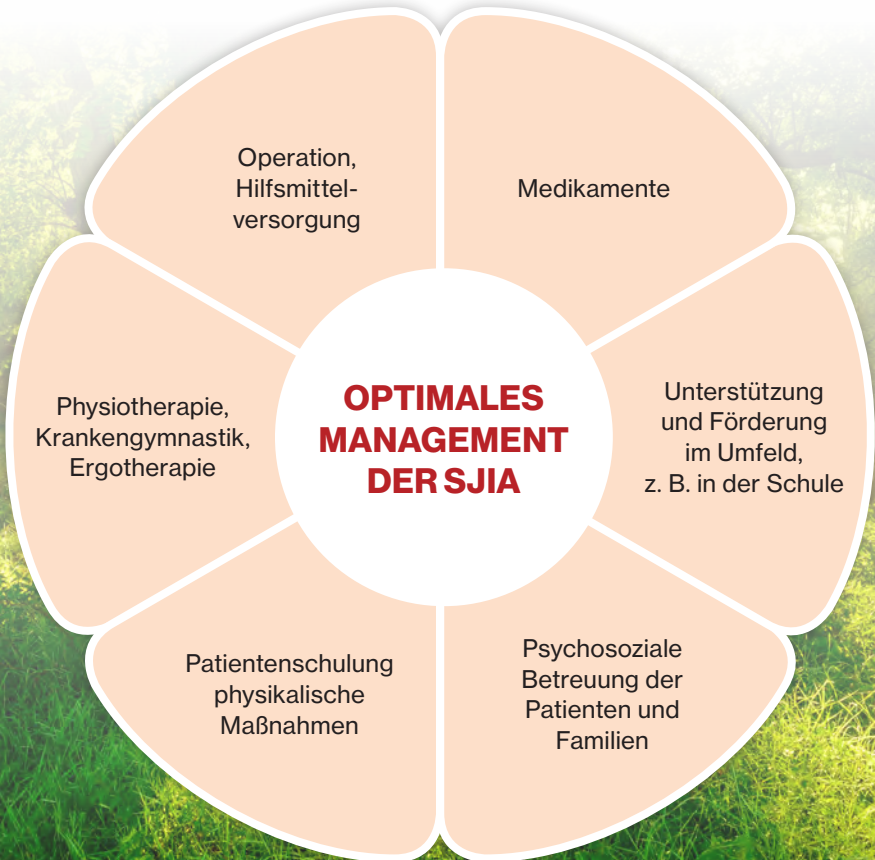 Operation,
Hilfsmittel-
versorgung
Medikamente
Physiotherapie,
Krankengymnastik,
Ergotherapie
OPTIMALES
MANAGEMENT
DER SJIA
Unterstützung
und Förderung
im Umfeld,
z. B. in der Schule
Patientenschulung
physikalische
Maßnahmen
Psychosoziale
Betreuung der
Patienten und
Familien